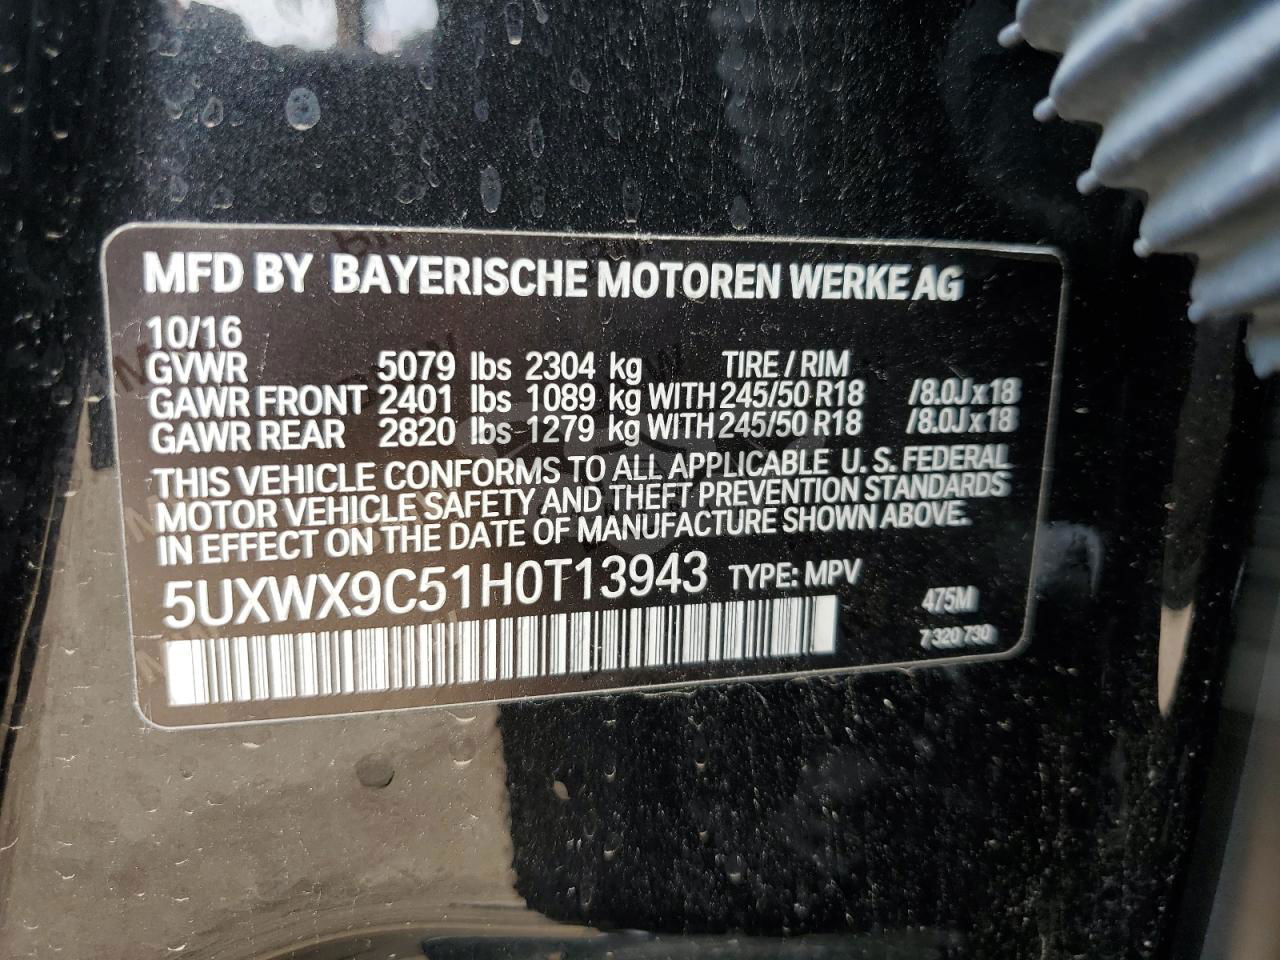 MFD BY BAYERISCHE MOTOREN WERKE AG
10/16
GVWR 5079 lbs 2304 kg TIRE / RIM
GAWR FRONT 2401 lbs 1089 kg WITH 245/50 R18 /8.0J x 18
GAWR REAR 2820 lbs 1279 kg WITH 245/50 R18 /8.0J x 18
THIS VEHICLE CONFORMS TO ALL APPLICABLE U. S. FEDERAL
MOTOR VEHICLE SAFETY AND THEFT PREVENTION STANDARDS
IN EFFECT ON THE DATE OF MANUFACTURE SHOWN ABOVE.
5UXWX9C51H0T13943 TYPE: MPV
475M
7 320 730